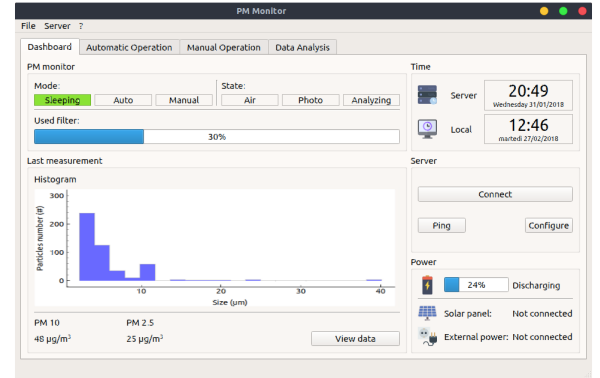 PM Monitor
File Server ?
Dashboard Automatic Operation Manual Operation Data Analysis
PM monitor
Mode: State:
Sleeping Auto Manual Air Photo Analyzing
Used filter:
30%
Last measurement
Histogram
Particles number (#)
300
200
100
0
10 20 30 40
Size (µm)
PM 10 PM 2.5
48 µg/m³ 25 µg/m³
View data
Time
Server 20:49
Wednesday 31/01/2018
Local 12:46
martedì 27/02/2018
Server
Connect
Ping Configure
Power
24% Discharging
Solar panel: Not connected
External power: Not connected